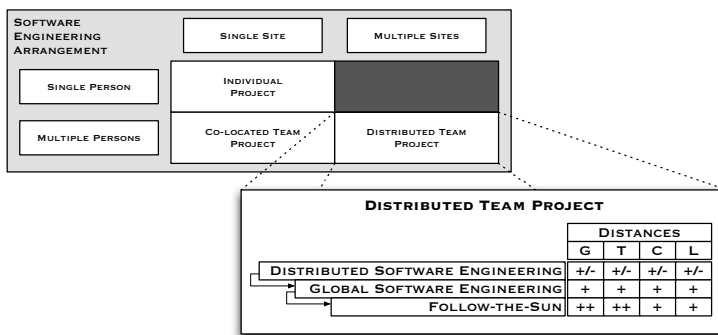 SOFTWARE
ENGINEERING
ARRANGEMENT
SINGLE SITE
MULTIPLE SITES
SINGLE PERSON
INDIVIDUAL
PROJECT
MULTIPLE PERSONS
CO-LOCATED TEAM
PROJECT
DISTRIBUTED TEAM
PROJECT
DISTRIBUTED TEAM PROJECT
DISTANCES
G T C L
DISTRIBUTED SOFTWARE ENGINEERING +/- +/- +/- +/-
GLOBAL SOFTWARE ENGINEERING + + + +
FOLLOW-THE-SUN ++ ++ + +